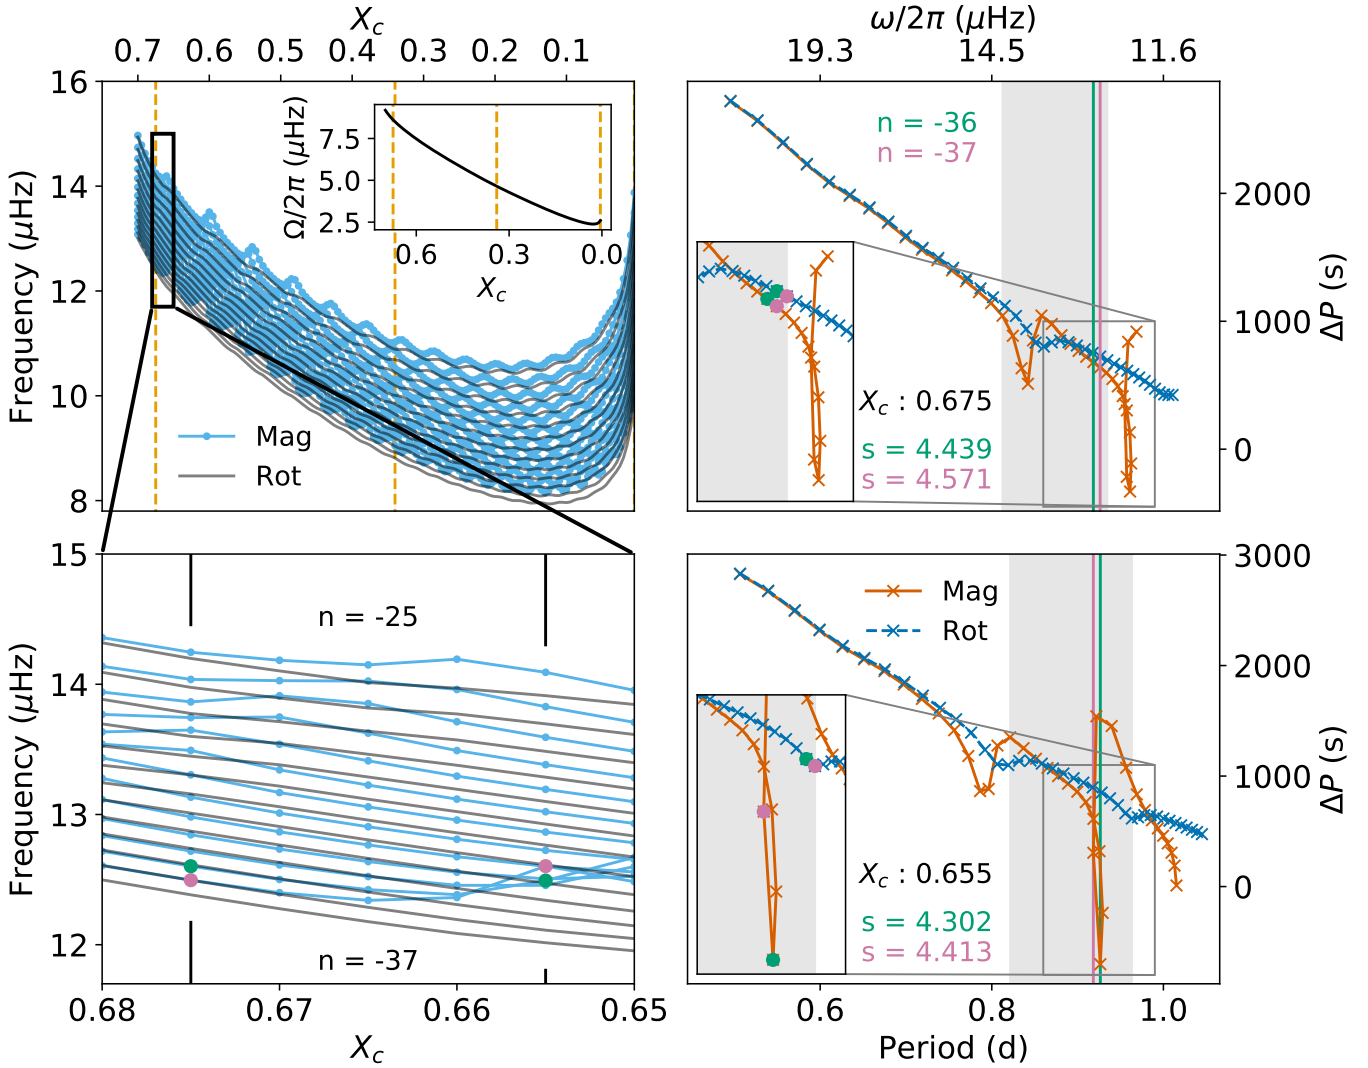 X_c
0.7 0.6 0.5 0.4 0.3 0.2 0.1
16
14
12
10
8
Frequency (μHz)
Ω/2π (μHz)
7.5
5.0
2.5
0.6 0.3 0.0
X_c
Mag
Rot
ω/2π (μHz)
19.3 14.5 11.6
n = -36
n = -37
X_c : 0.675
s = 4.439
s = 4.571
2000
1000
0
ΔP (s)
15
14
13
12
Frequency (μHz)
n = -25
n = -37
0.68 0.67 0.66 0.65
X_c
Mag
Rot
X_c : 0.655
s = 4.302
s = 4.413
3000
2000
1000
0
ΔP (s)
0.6 0.8 1.0
Period (d)